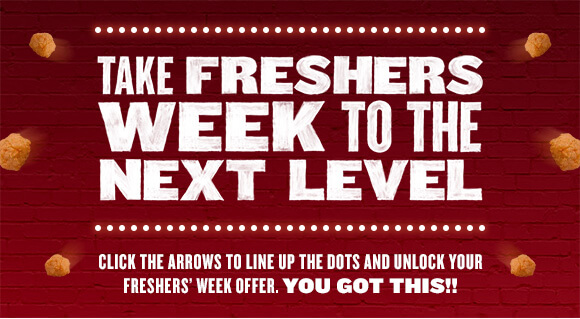 TAKE FRESHERS
WEEK TO THE
NEXT LEVEL
CLICK THE ARROWS TO LINE UP THE DOTS AND UNLOCK YOUR
FRESHERS' WEEK OFFER. YOU GOT THIS!!